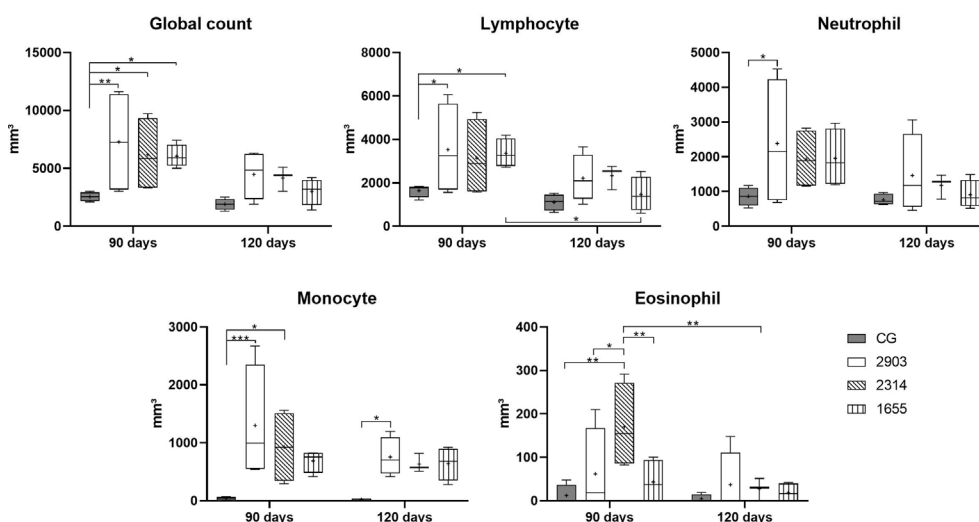 Global count
15000
**
*
*
10000
mm³
5000
0
90 days
120 days
Lymphocyte
8000
*
*
6000
mm³
4000
2000
*
0
90 days
120 days
Neutrophil
5000
*
4000
mm³
3000
2000
1000
0
90 days
120 days
Monocyte
3000
*
***
2000
mm³
*
1000
0
90 days
120 days
Eosinophil
400
**
**
*
**
300
mm³
200
100
0
90 days
120 days
CG
2903
2314
1655